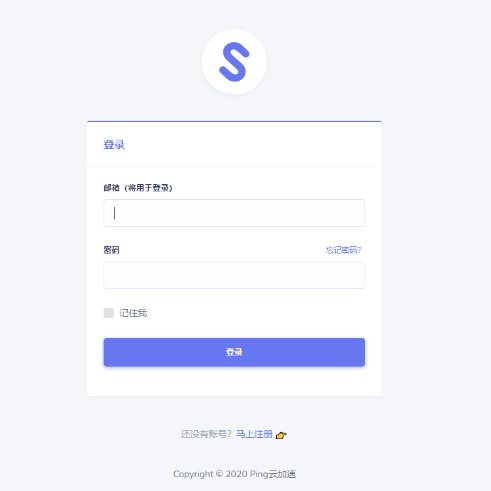 登录
邮箱（将用于登录）
密码 忘记密码？
记住我
登录
还没有账号？马上注册 👉
Copyright © 2020 Ping云加速